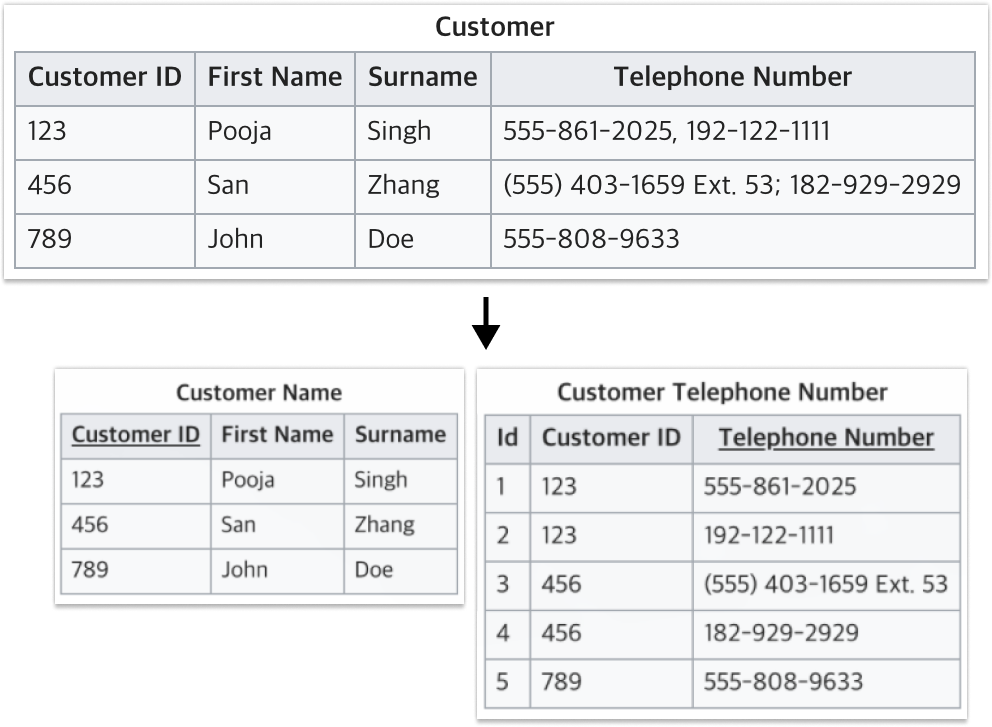 Customer
Customer ID First Name Surname Telephone Number
123 Pooja Singh 555-861-2025, 192-122-1111
456 San Zhang (555) 403-1659 Ext. 53; 182-929-2929
789 John Doe 555-808-9633
Customer Name
Customer ID First Name Surname
123 Pooja Singh
456 San Zhang
789 John Doe
Customer Telephone Number
Id Customer ID Telephone Number
1 123 555-861-2025
2 123 192-122-1111
3 456 (555) 403-1659 Ext. 53
4 456 182-929-2929
5 789 555-808-9633